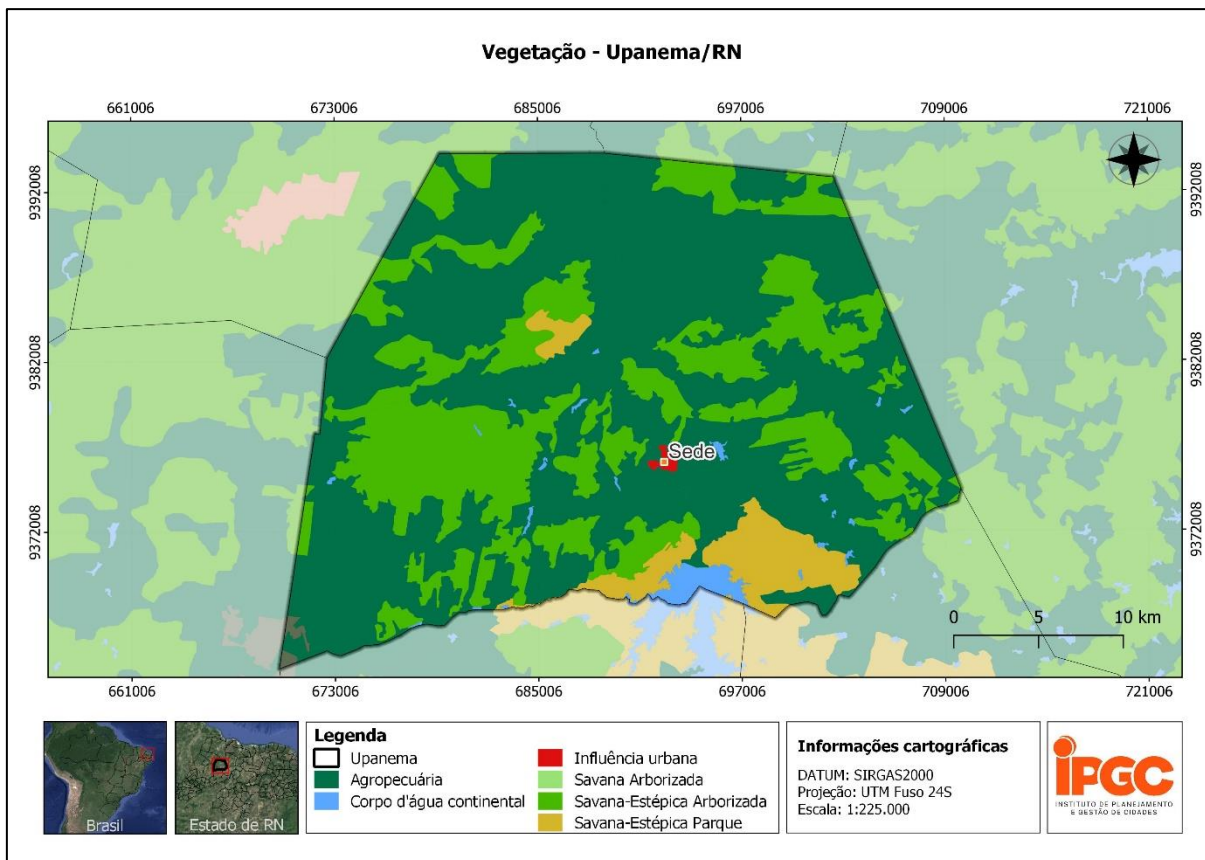 Vegetação - Upanema/RN
661006
673006
685006
697006
709006
721006
9392008
9392008
9382008
9382008
Sede
9372008
9372008
0 5 10 km
661006
673006
685006
697006
709006
721006
Brasil
Estado de RN
Legenda
Upanema
Agropecuária
Corpo d'água continental
Influência urbana
Savana Arborizada
Savana-Estépica Arborizada
Savana-Estépica Parque
Informações cartográficas
DATUM: SIRGAS2000
Projeção: UTM Fuso 24S
Escala: 1:225.000
iPGC
INSTITUTO DE PLANEJAMENTO
E GESTÃO DE CIDADES